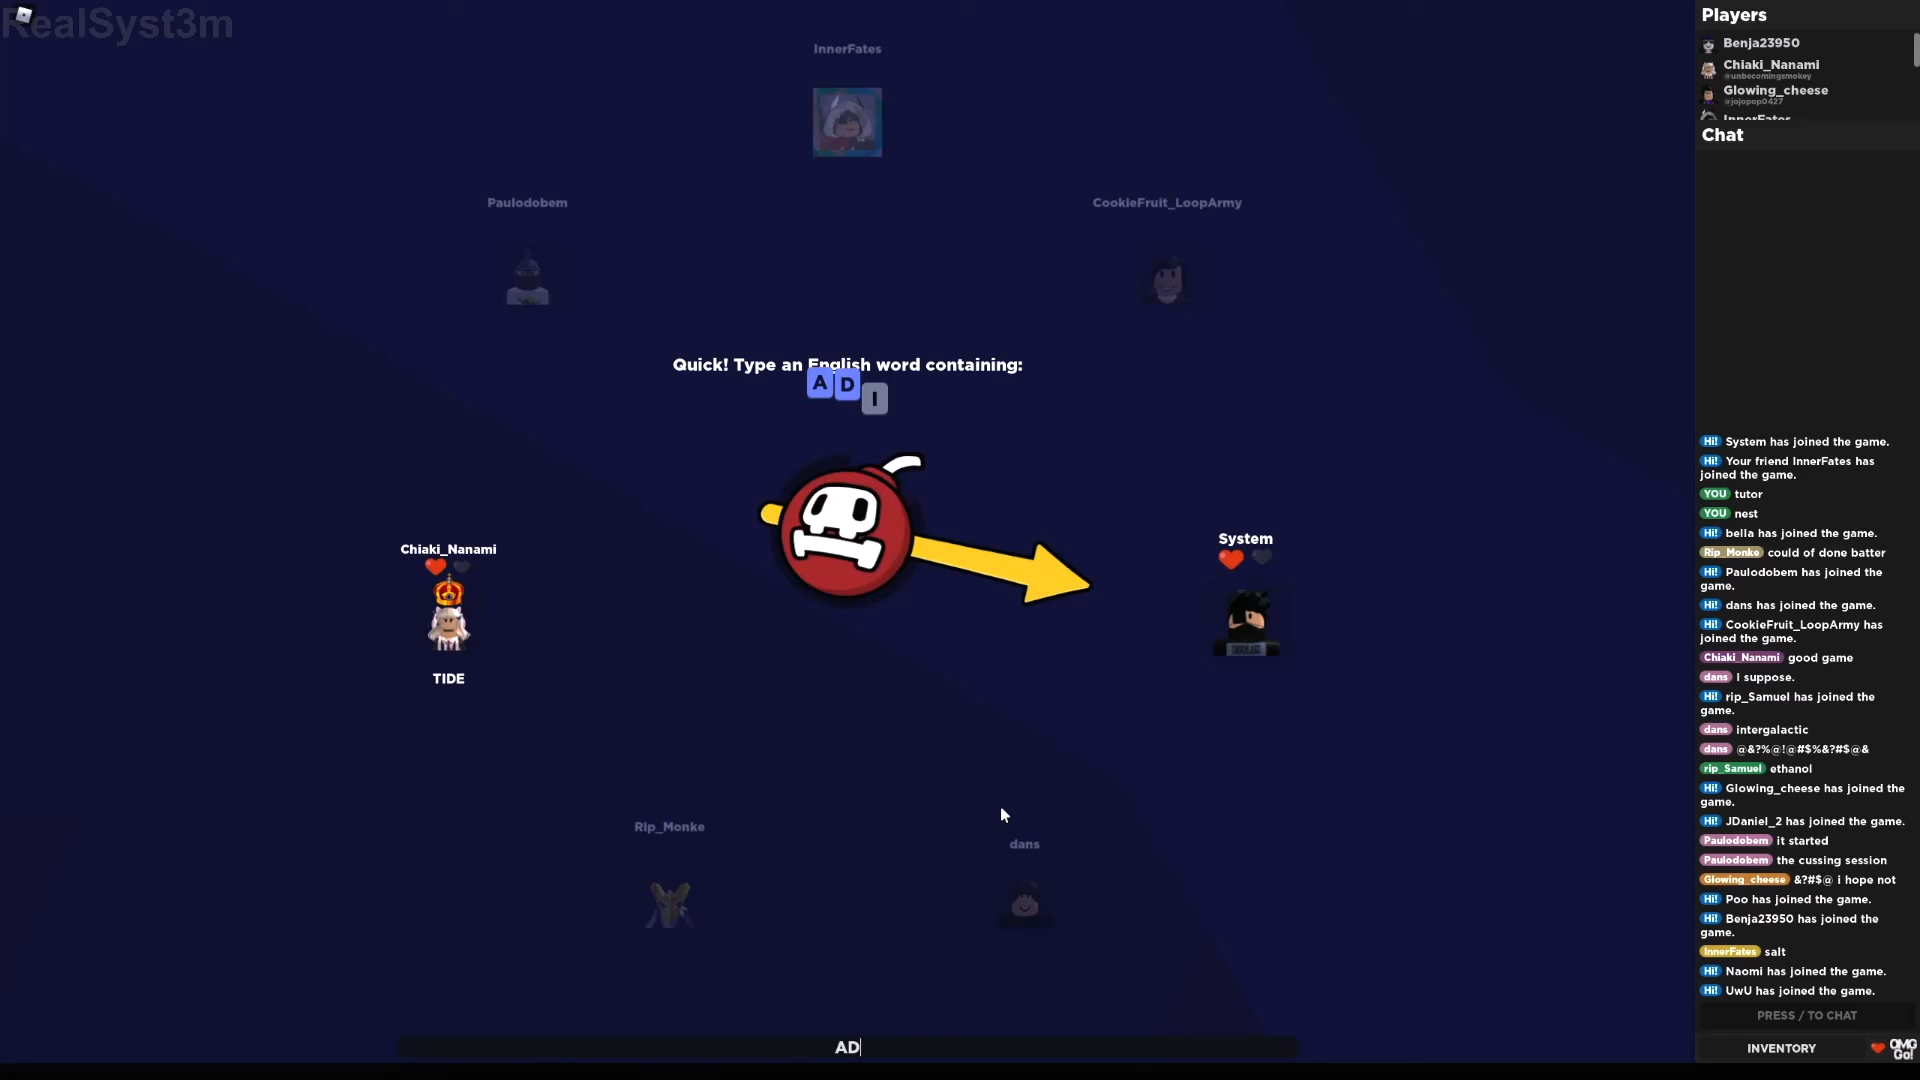 RealSyst3m
InnerFates
Paulodobem
CookieFruit_LoopArmy
Quick! Type an English word containing:
A D I
Chiaki_Nanami
System
TIDE
Rip_Monke
dans
AD
Players
Benja23950
Chiaki_Nanami
@unbecomingsmokey
Glowing_cheese
@jojopop0427
InnerFates
Chat
Hi! System has joined the game.
Hi! Your friend InnerFates has
joined the game.
YOU tutor
YOU nest
Hi! bella has joined the game.
Rip_Monke could of done batter
Hi! Paulodobem has joined the
game.
Hi! dans has joined the game.
Hi! CookieFruit_LoopArmy has
joined the game.
Chiaki_Nanami good game
dans I suppose.
Hi! rip_Samuel has joined the
game.
dans intergalactic
dans @&?%@!@#$%&?#$@&
rip_Samuel ethanol
Hi! Glowing_cheese has joined the
game.
Hi! JDaniel_2 has joined the game.
Paulodobem it started
Paulodobem the cussing session
Glowing_cheese &?#$@ i hope not
Hi! Poo has joined the game.
Hi! Benja23950 has joined the
game.
InnerFates salt
Hi! Naomi has joined the game.
Hi! UwU has joined the game.
PRESS / TO CHAT
INVENTORY
OMG
Go!